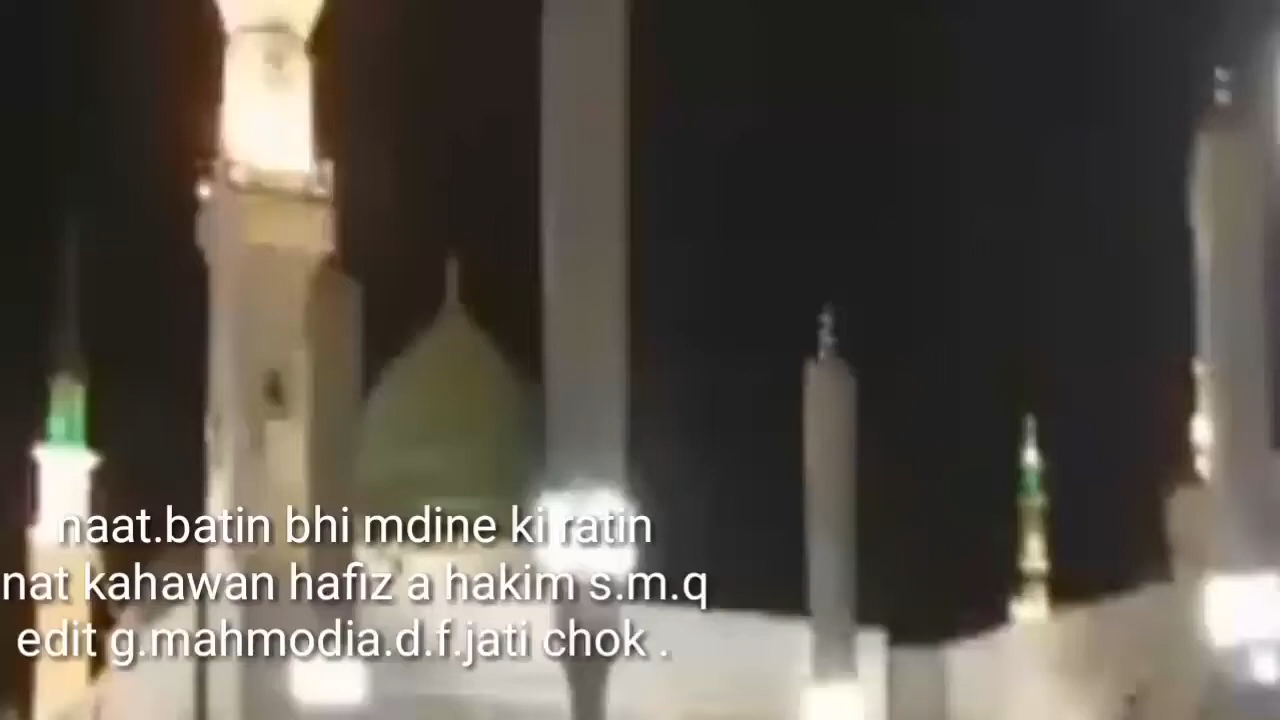 naat.batin bhi mdine ki ratin
nat kahawan hafiz a hakim s.m.q
edit g.mahmodia.d.f.jati chok .